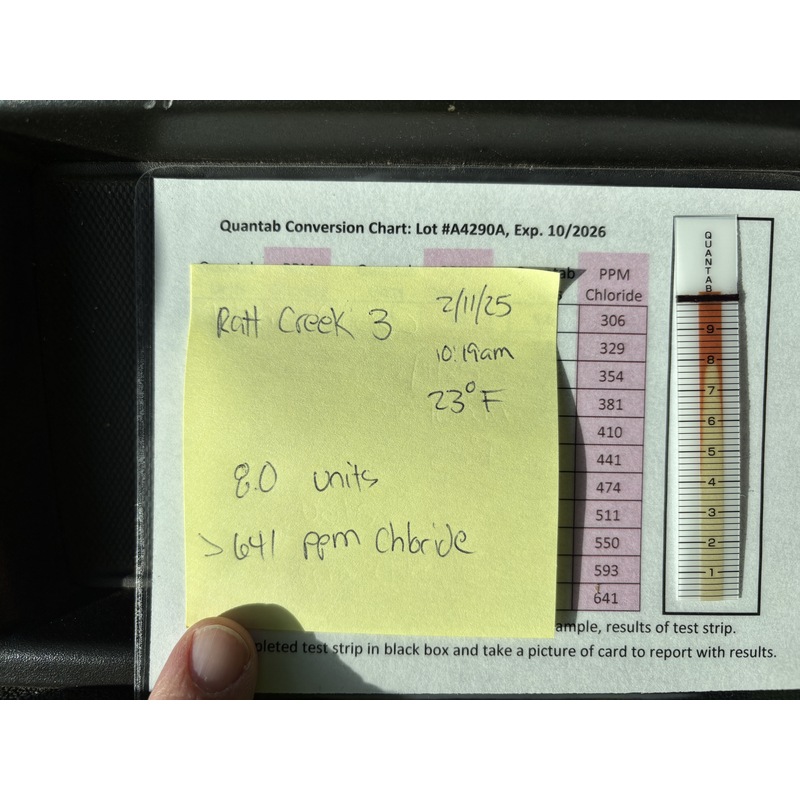 Quantab Conversion Chart: Lot #A4290A, Exp. 10/2026
PPM
Chloride
306
329
354
381
410
441
474
511
550
593
641
Ratt Creek 3
2/11/25
10:19am
23°F
8.0 units
>641 ppm Chloride
QUANTAB
9
8
7
6
5
4
3
2
1
ample, results of test strip.
pleted test strip in black box and take a picture of card to report with results.